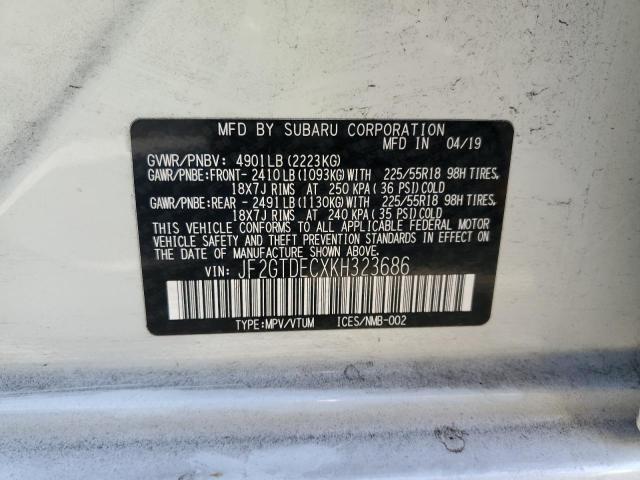 MFD BY SUBARU CORPORATION
MFD IN 04/19
GVWR/PNBV: 4901LB (2223KG)
GAWR/PNBE:FRONT- 2410LB (1093KG)WITH 225/55R18 98H TIRES,
18X7J RIMS AT 250 KPA (36 PSI)COLD
GAWR/PNBE:REAR - 2491LB (1130KG)WITH 225/55R18 98H TIRES,
18X7J RIMS AT 240 KPA (35 PSI)COLD
THIS VEHICLE CONFORMS TO ALL APPLICABLE FEDERAL MOTOR
VEHICLE SAFETY AND THEFT PREVENTION STANDARDS IN EFFECT
ON THE DATE OF MANUFACTURE SHOWN ABOVE.
VIN: JF2GTDECXKH323686
TYPE:MPV/VTUM ICES/NMB-002